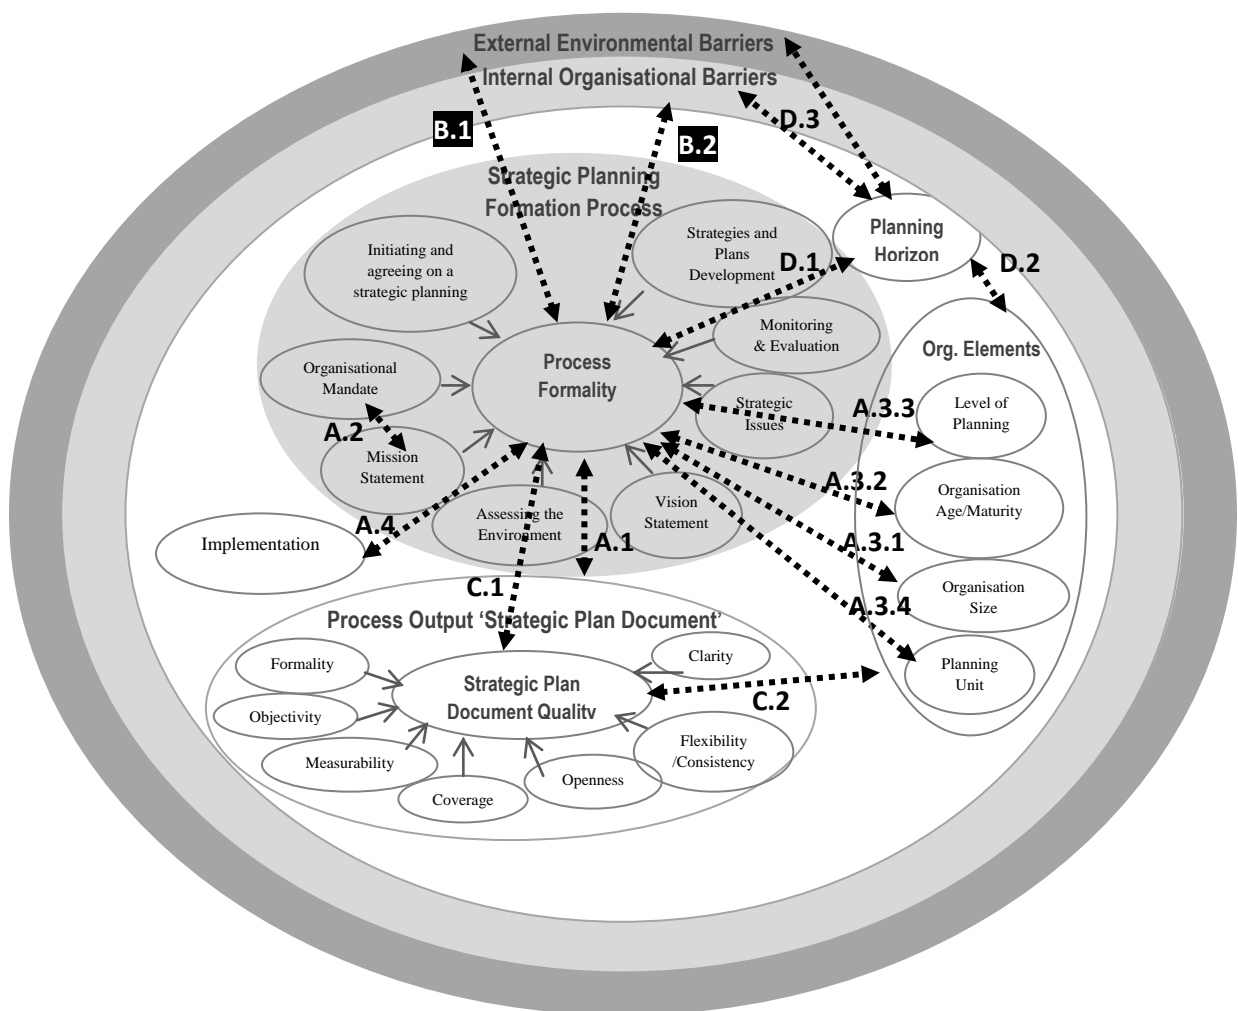 External Environmental Barriers
Internal Organisational Barriers
D.3
B.1
B.2
Strategic Planning
Formation Process
Planning
Horizon
Strategies and
Plans
Development
Initiating and
agreeing on a
strategic planning
D.1
D.2
Monitoring
& Evaluation
Org. Elements
Process
Formality
Organisational
Mandate
Strategic
Issues
A.3.3
Level of
Planning
A.2
Mission
Statement
A.3.2
Organisation
Age/Maturity
Vision
Statement
Assessing the
Environment
A.4
Implementation
A.1
A.3.1
Organisation
Size
C.1
A.3.4
Process Output ‘Strategic Plan Document’
Formality
Clarity
Planning
Unit
Strategic Plan
Document Quality
C.2
Objectivity
Measurability
Flexibility
/Consistency
Openness
Coverage